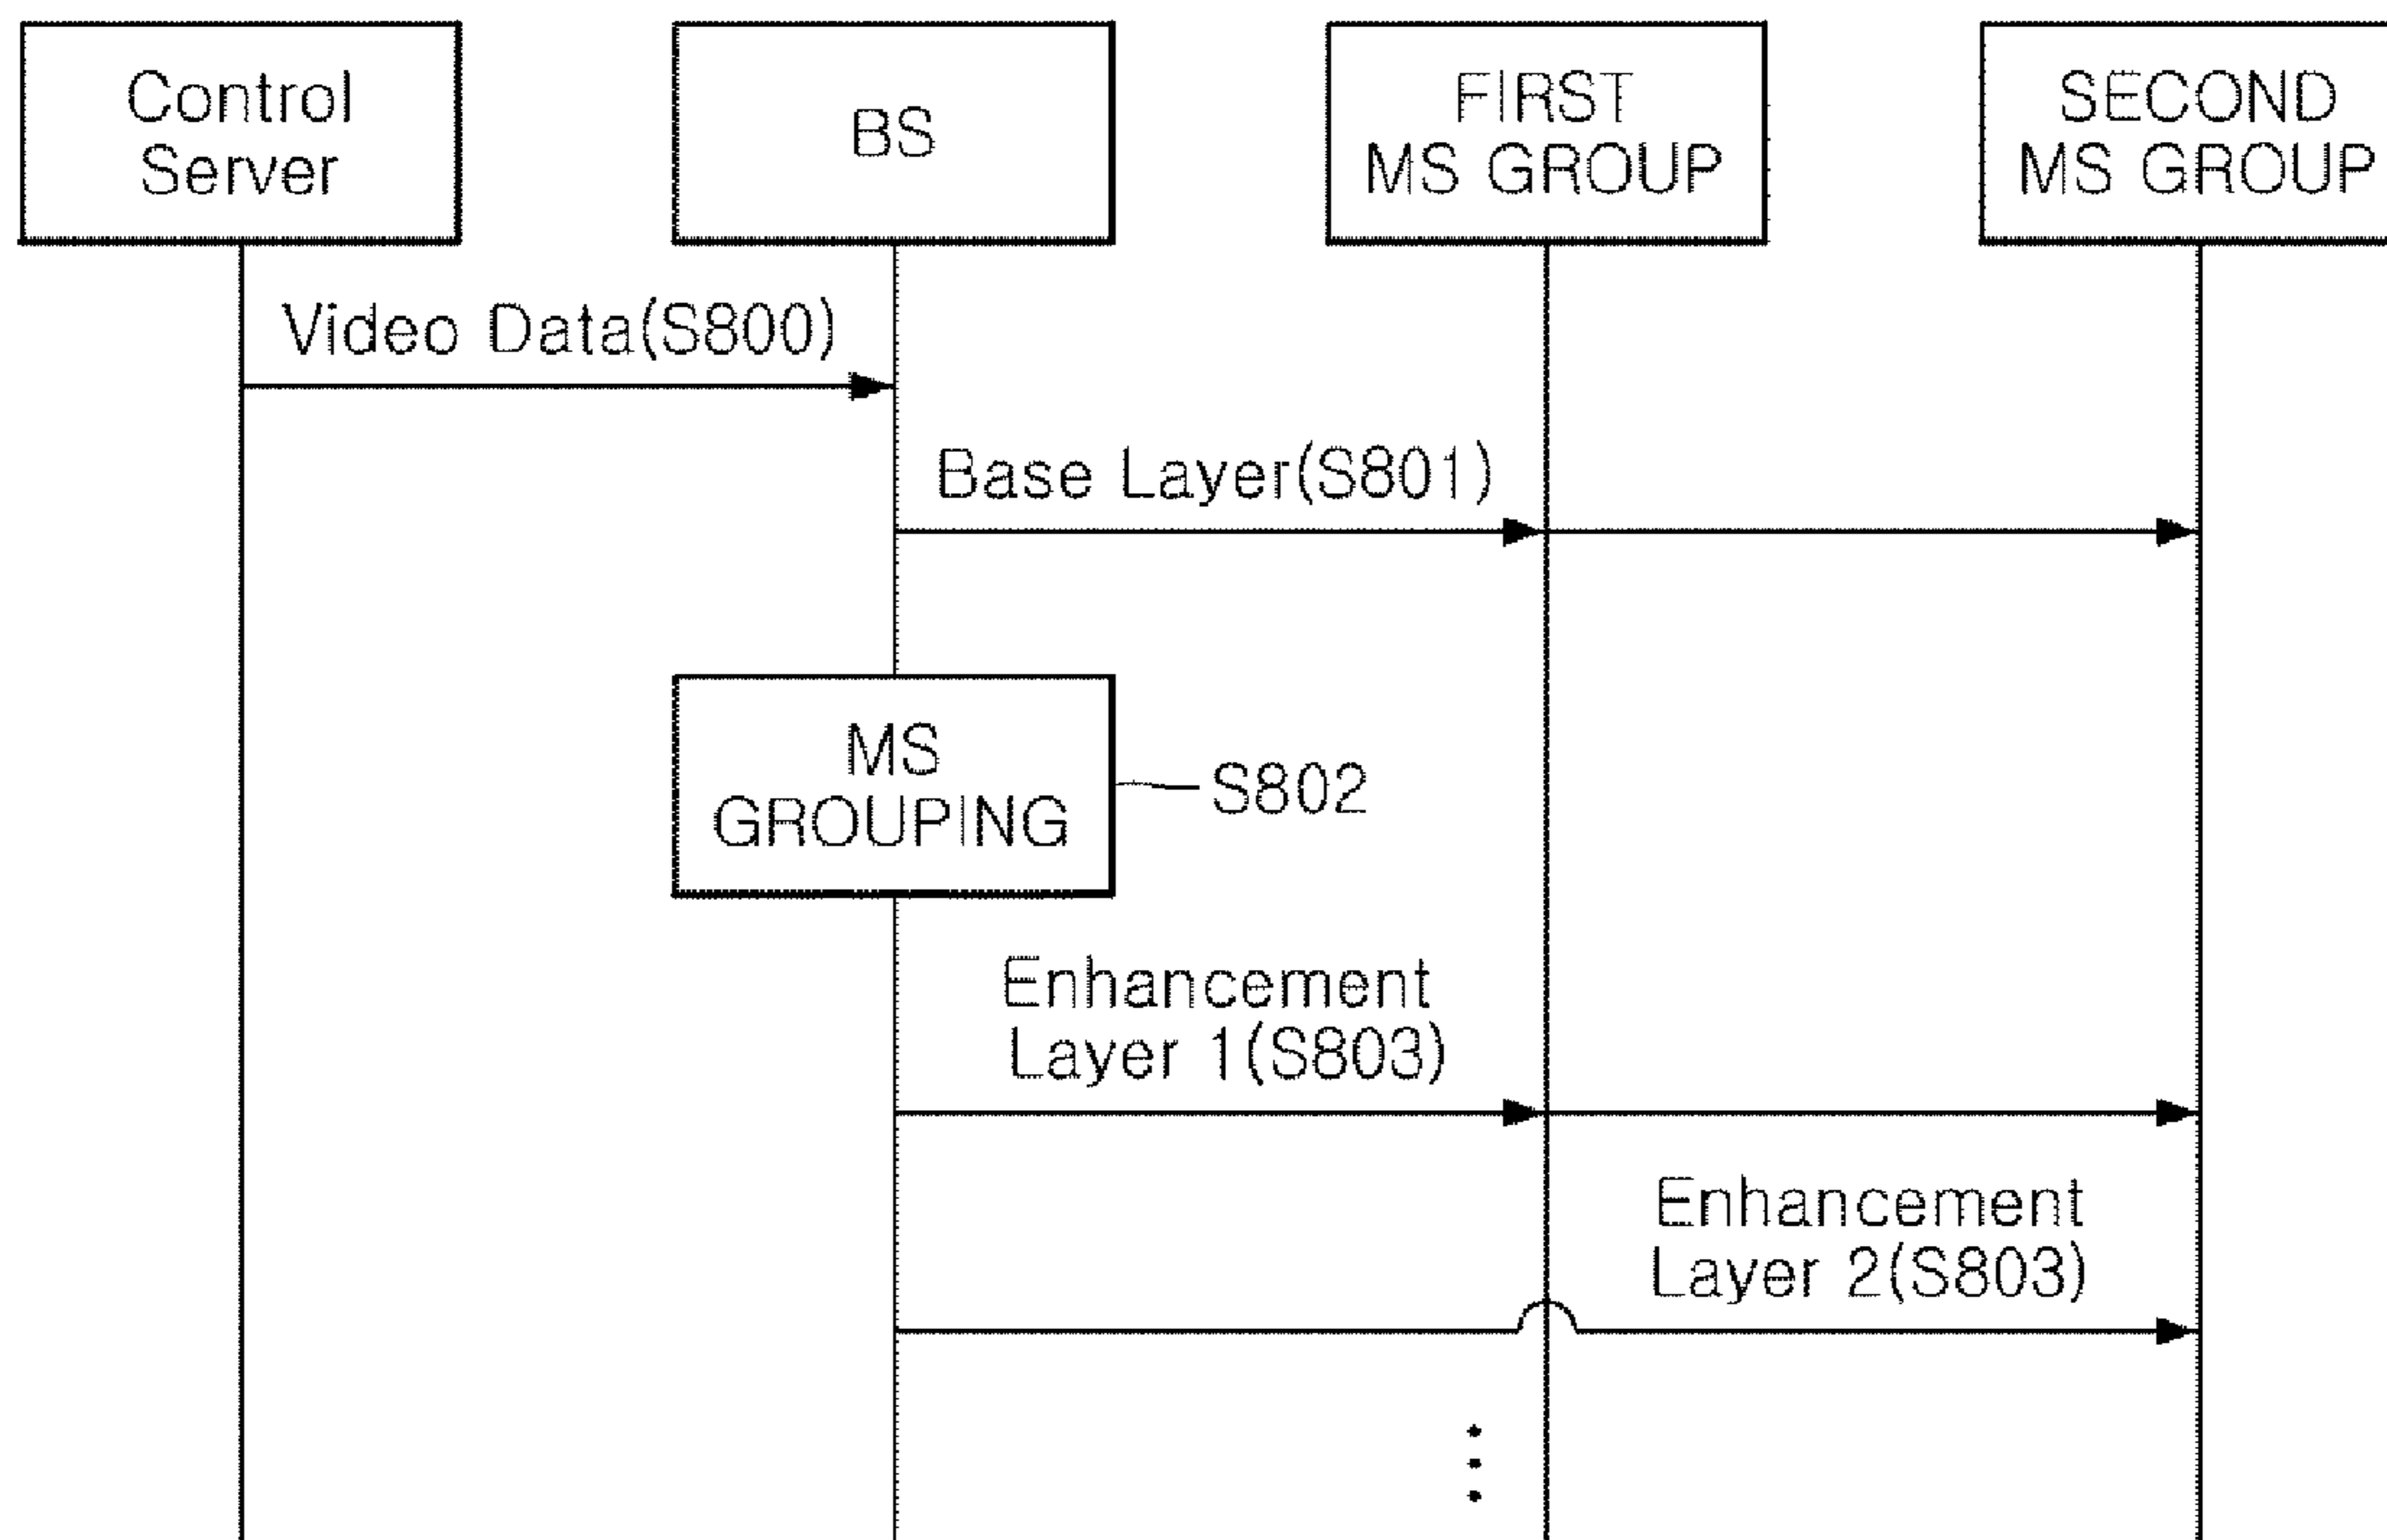 Control
Server
BS
FIRST
MS GROUP
SECOND
MS GROUP
Video Data(S800)
Base Layer(S801)
MS
GROUPING
S802
Enhancement
Layer 1(S803)
Enhancement
Layer 2(S803)